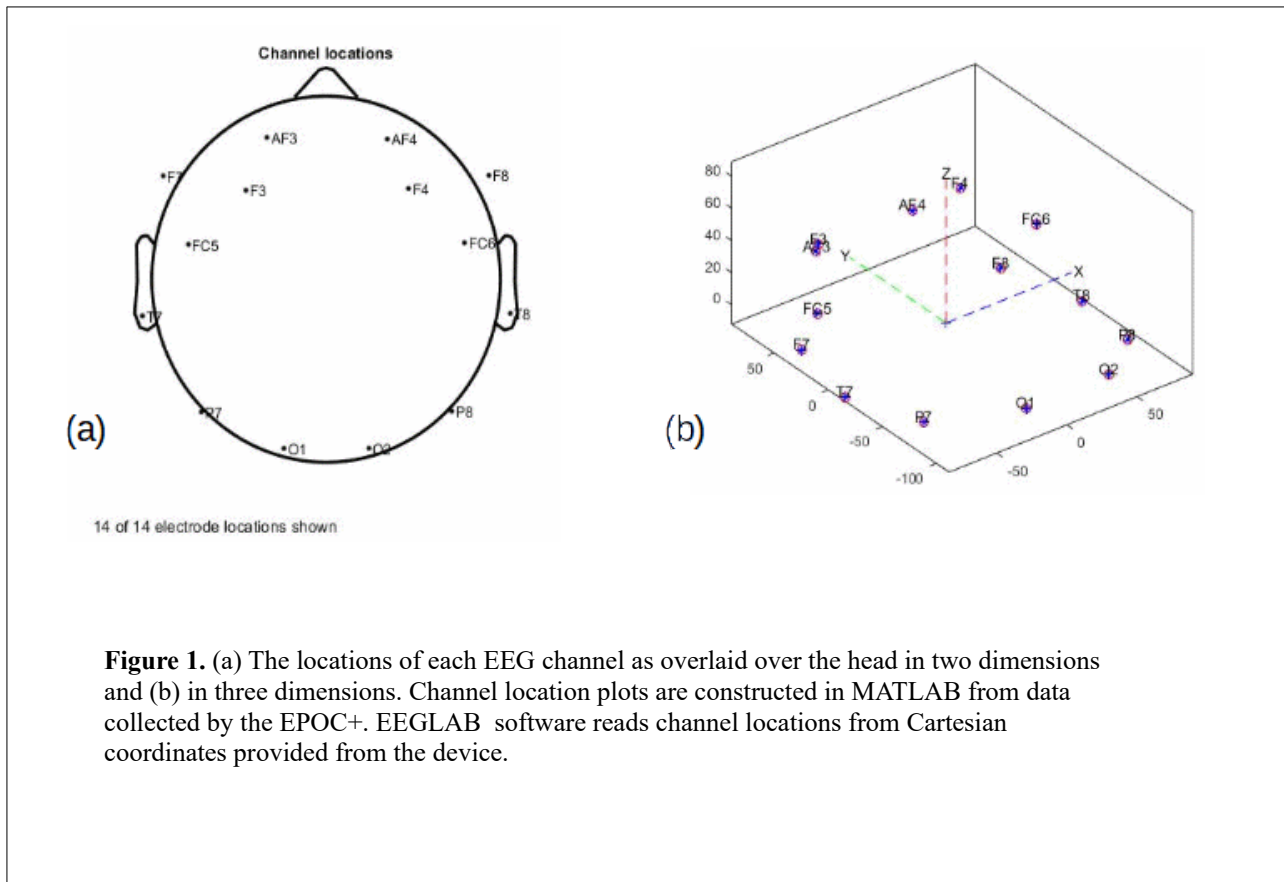 Channel locations
AF3
AF4
F7
F8
F3
F4
FC5
FC6
T7
T8
P7
P8
O1
O2
(a)
14 of 14 electrode locations shown
Z
F4
AF4
FC6
F3
AF3
Y
F8
X
T8
FC5
F7
P8
O2
T7
P7
O1
80
60
40
20
0
50
0
-50
-100
-50
0
50
(b)
Figure 1. (a) The locations of each EEG channel as overlaid over the head in two dimensions
and (b) in three dimensions. Channel location plots are constructed in MATLAB from data
collected by the EPOC+. EEGLAB software reads channel locations from Cartesian
coordinates provided from the device.